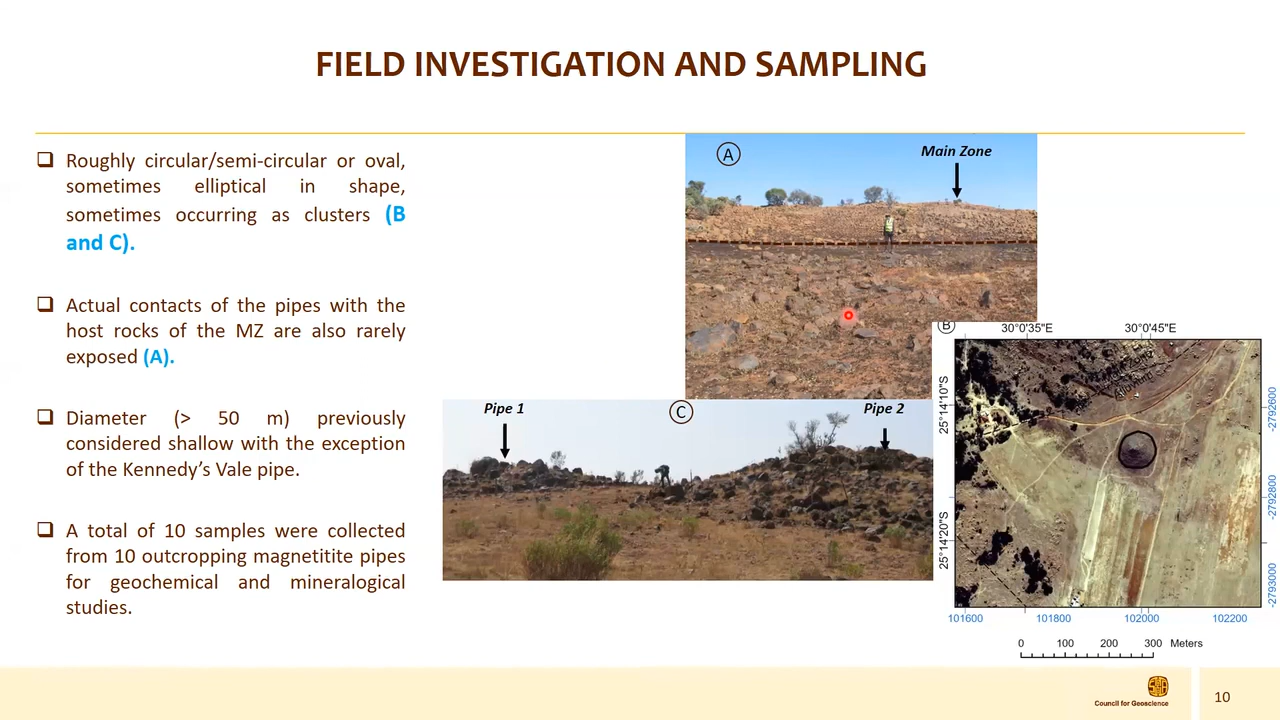 FIELD INVESTIGATION AND SAMPLING
Roughly circular/semi-circular or oval,
sometimes elliptical in shape,
sometimes occurring as clusters (B
and C).
Actual contacts of the pipes with the
host rocks of the MZ are also rarely
exposed (A).
Diameter (> 50 m) previously
considered shallow with the exception
of the Kennedy’s Vale pipe.
A total of 10 samples were collected
from 10 outcropping magnetitite pipes
for geochemical and mineralogical
studies.
A
Main Zone
B
30°0'35"E 30°0'45"E
25°14'10"S
25°14'20"S
-2792600
-2792800
-2793000
101600 101800 102000 102200
0 100 200 300 Meters
C
Pipe 1
Pipe 2
Council for Geoscience
10